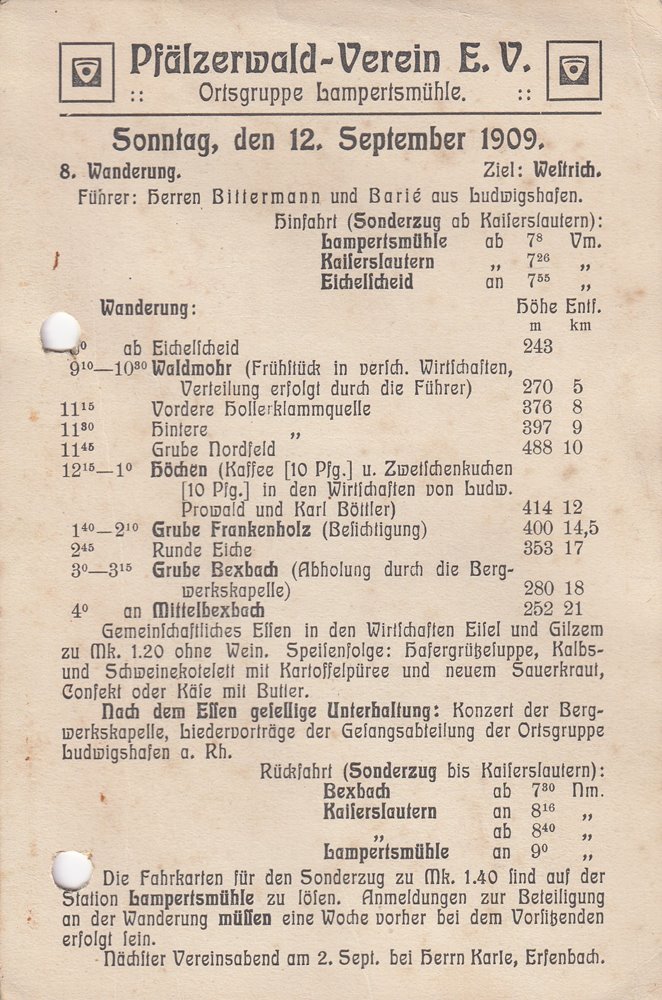 Pfälzerwald-Verein E. V.
:: Ortsgruppe Lampertsmühle. ::
Sonntag, den 12. September 1909.
8. Wanderung. Ziel: Westrich.
Führer: Herren Bittermann und Barié aus Ludwigshafen.
Hinfahrt (Sonderzug ab Kaiserslautern):
Lampertsmühle ab 7⁸ Vm.
Kaiserslautern „ 7²⁶ „
Eichelscheid an 7⁵⁵ „
Wanderung: Höhe Entf.
m km
⁰ ab Eichelscheid 243
9¹⁰—10³⁰ Waldmohr (Frühstück in versch. Wirtschaften,
Verteilung erfolgt durch die Führer) 270 5
11¹⁵ Vordere Hollerklammquelle 376 8
11³⁰ Hintere „ 397 9
11⁴⁵ Grube Nordfeld 488 10
12¹⁵—1⁰ Höchen (Kaffee [10 Pfg.] u. Zwetschenkuchen
[10 Pfg.] in den Wirtschaften von Ludw.
Prowald und Karl Böttler) 414 12
1⁴⁰—2¹⁰ Grube Frankenholz (Besichtigung) 400 14,5
2⁴⁵ Runde Eiche 353 17
3⁰—3¹⁵ Grube Bexbach (Abholung durch die Berg-
werkskapelle) 280 18
4⁰ an Mittelbexbach 252 21
Gemeinschaftliches Essen in den Wirtschaften Eisel und Gilzem
zu Mk. 1.20 ohne Wein. Speisenfolge: Hafergrützesuppe, Kalbs-
und Schweinekotelett mit Kartoffelpüree und neuem Sauerkraut,
Confekt oder Käse mit Butter.
Nach dem Essen gesellige Unterhaltung: Konzert der Berg-
werkskapelle, Liedervorträge der Gesangsabteilung der Ortsgruppe
Ludwigshafen a. Rh.
Rückfahrt (Sonderzug bis Kaiserslautern):
Bexbach ab 7³⁰ Nm.
Kaiserslautern an 8¹⁶ „
„ ab 8⁴⁰ „
Lampertsmühle an 9⁰ „
Die Fahrkarten für den Sonderzug zu Mk. 1.40 sind auf der
Station Lampertsmühle zu lösen. Anmeldungen zur Beteiligung
an der Wanderung müssen eine Woche vorher bei dem Vorsitzenden
erfolgt sein.
Nächster Vereinsabend am 2. Sept. bei Herrn Karle, Erfenbach.